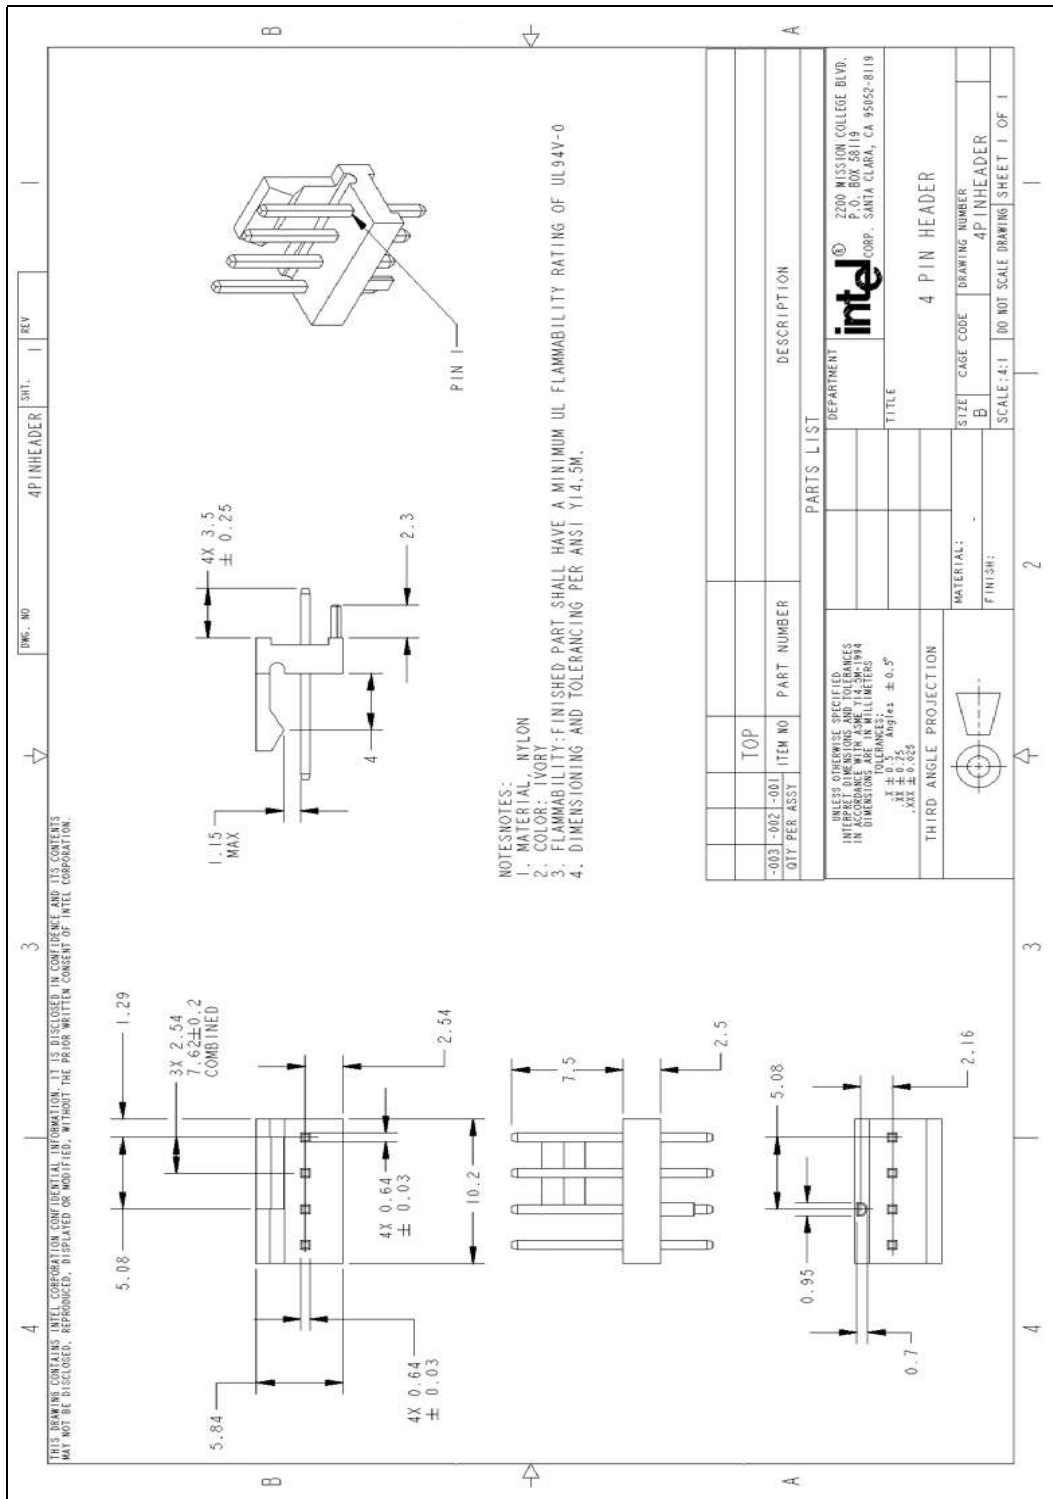 DWG. NO
4PINHEADER
SHT.
1
REV
4
3
1
THIS DRAWING CONTAINS INTEL CORPORATION CONFIDENTIAL INFORMATION. IT IS DISCLOSED IN CONFIDENCE AND ITS CONTENTS
MAY NOT BE DISCLOSED, REPRODUCED, DISPLAYED OR MODIFIED, WITHOUT THE PRIOR WRITTEN CONSENT OF INTEL CORPORATION.
B
B
5.84
5.08
1.29
3X 2.54
7.62±0.2
COMBINED
4X 0.64
± 0.03
4X 0.64
± 0.03
2.54
10.2
7.5
2.5
0.95
5.08
0.7
2.16
1.15
MAX
4
4X 3.5
± 0.25
2.3
PIN 1
NOTESNOTES:
1. MATERIAL, NYLON
2. COLOR: IVORY
3. FLAMMABILITY:FINISHED PART SHALL HAVE A MINIMUM UL FLAMMABILITY RATING OF UL94V-0
4. DIMENSIONING AND TOLERANCING PER ANSI Y14.5M.
A
A
TOP
-003 -002 -001
QTY PER ASSY
ITEM NO
PART NUMBER
DESCRIPTION
PARTS LIST
UNLESS OTHERWISE SPECIFIED
INTERPRET DIMENSIONS AND TOLERANCES
IN ACCORDANCE WITH ASME Y14.5M-1994
DIMENSIONS ARE IN MILLIMETERS
TOLERANCES:
.X ± 0.5 Angles ± 0.5°
.XX ± 0.25
.XXX ± 0.025
THIRD ANGLE PROJECTION
MATERIAL:
-
FINISH:
DEPARTMENT
intel®
CORP.
2200 MISSION COLLEGE BLVD.
P.O. BOX 58119
SANTA CLARA, CA 95052-8119
TITLE
4 PIN HEADER
SIZE
B
CAGE CODE
DRAWING NUMBER
4PINHEADER
SCALE:4:1
DO NOT SCALE DRAWING
SHEET 1 OF 1
4
3
2
1